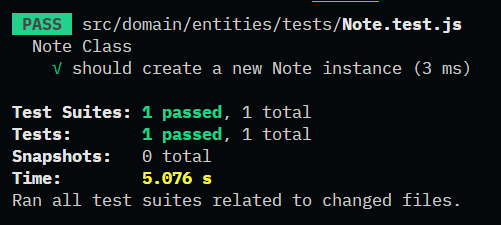 PASS src/domain/entities/tests/Note.test.js
Note Class
√ should create a new Note instance (3 ms)
Test Suites: 1 passed, 1 total
Tests: 1 passed, 1 total
Snapshots: 0 total
Time: 5.076 s
Ran all test suites related to changed files.